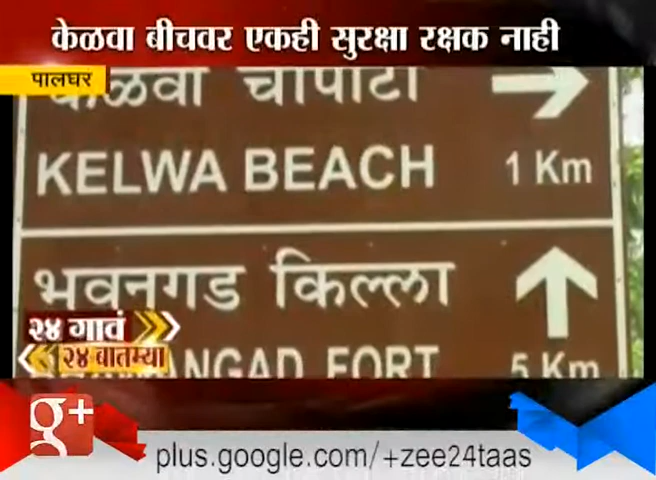 केळवा बीचवर एकही सुरक्षा रक्षक नाही
पालघर
केळवा चौपाटी
KELWA BEACH 1 Km
भवनगड किल्ला
FORT 5 Km
२४ गावं
२४ बातम्या
g+
plus.google.com/+zee24taas